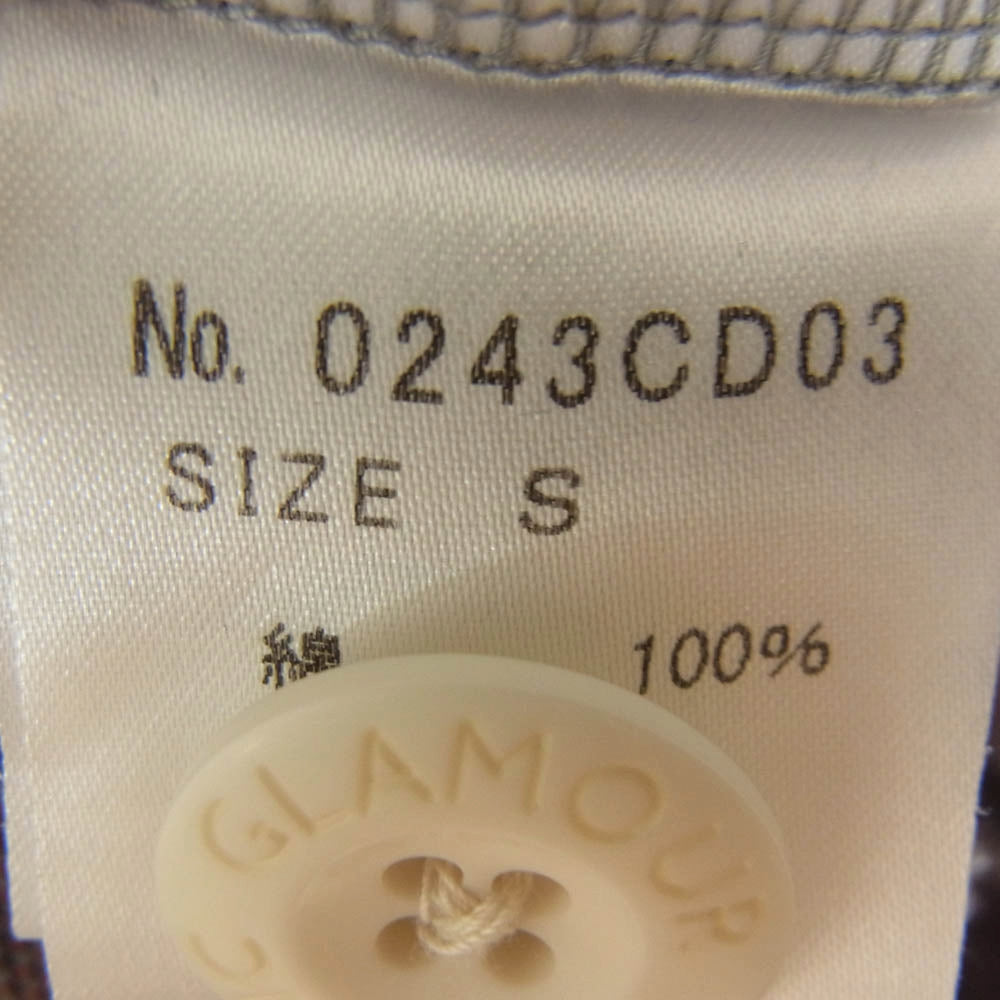 No. 0243CD03
SIZE S
綿 100%
GLAMOUR